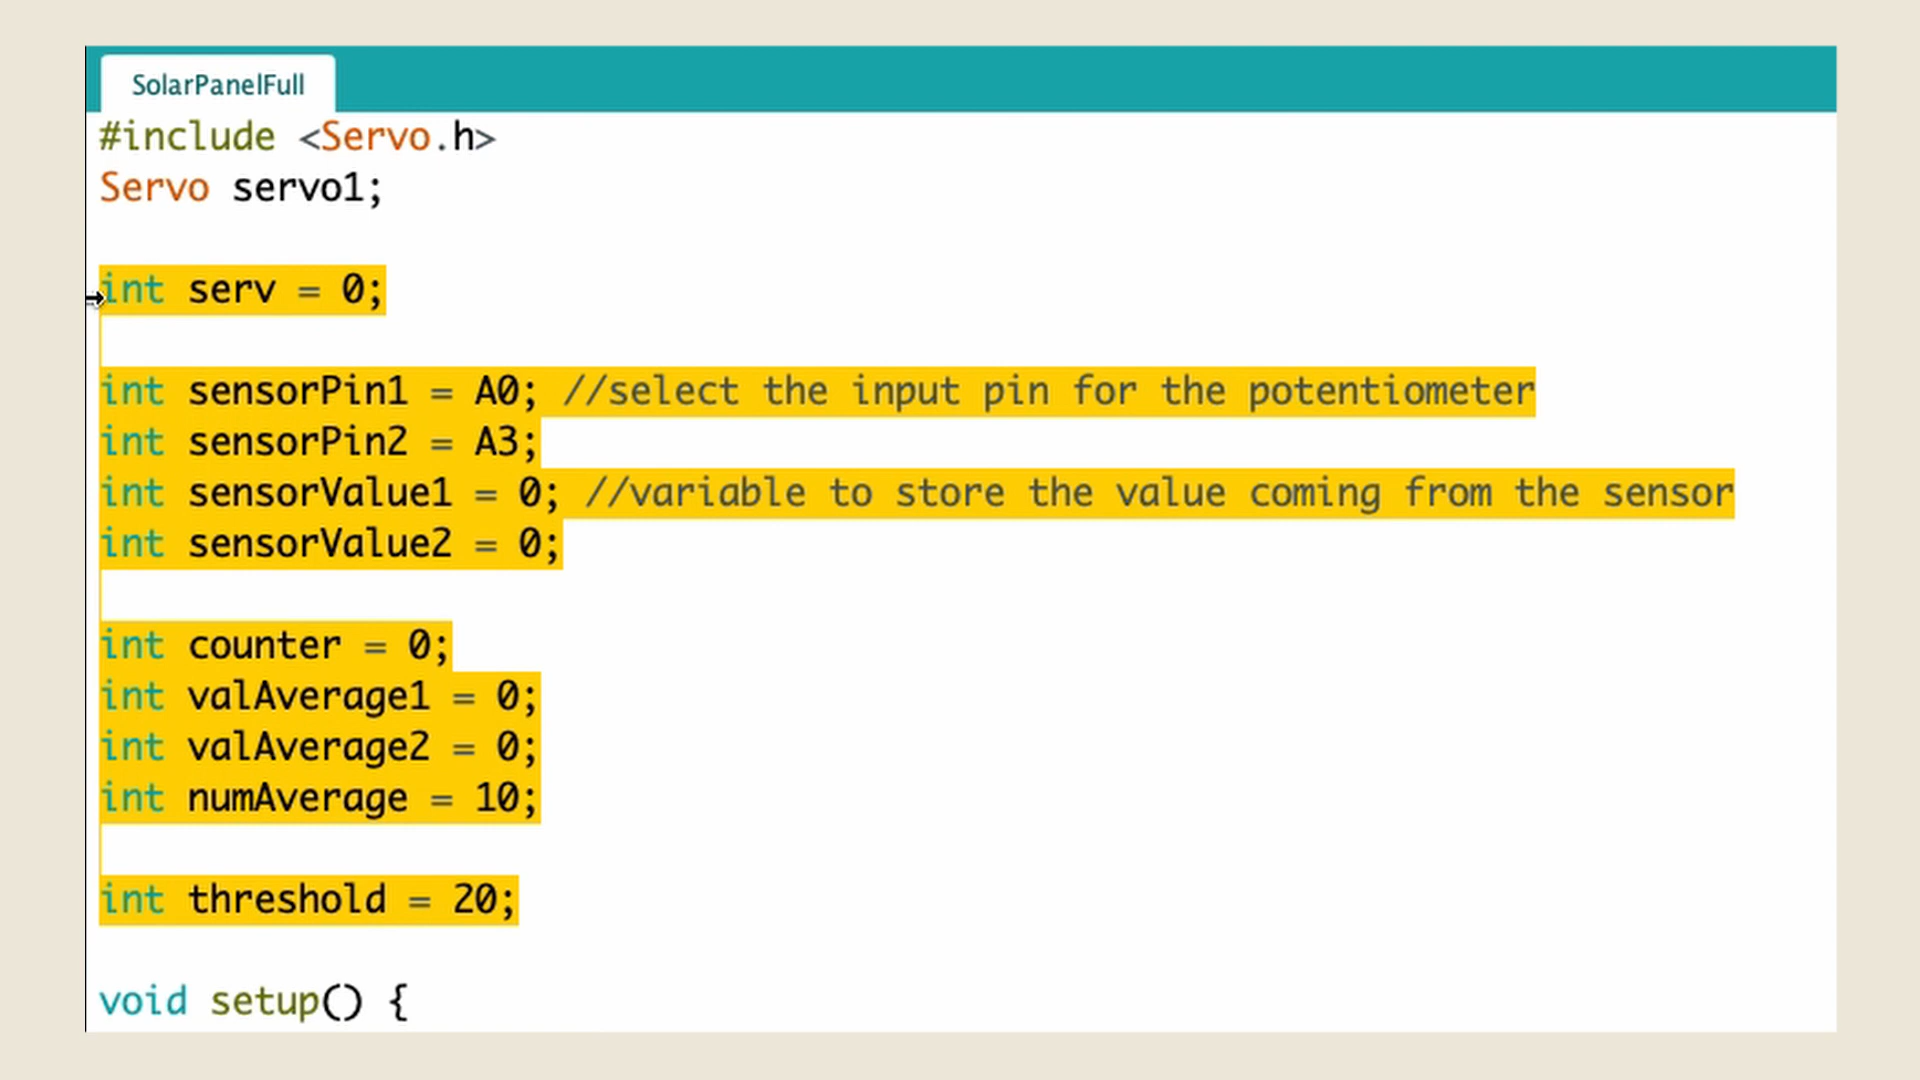 SolarPanelFull
#include <Servo.h>
Servo servo1;
int serv = 0;
int sensorPin1 = A0; //select the input pin for the potentiometer
int sensorPin2 = A3;
int sensorValue1 = 0; //variable to store the value coming from the sensor
int sensorValue2 = 0;
int counter = 0;
int valAverage1 = 0;
int valAverage2 = 0;
int numAverage = 10;
int threshold = 20;
void setup() {